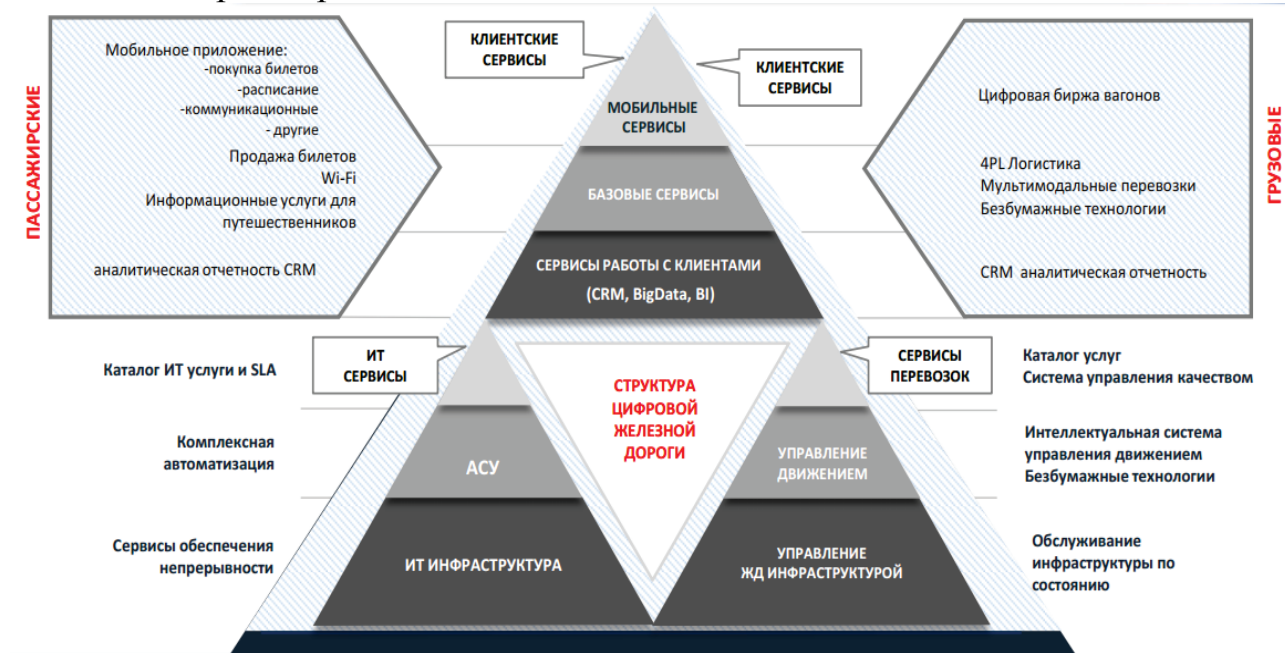 КЛИЕНТСКИЕ
СЕРВИСЫ
КЛИЕНТСКИЕ
СЕРВИСЫ
ПАССАЖИРСКИЕ
Мобильное приложение:
-покупка билетов
-расписание
-коммуникационные
- другие
Продажа билетов
Wi-Fi
Информационные услуги для
путешественников
аналитическая отчетность CRM
МОБИЛЬНЫЕ
СЕРВИСЫ
БАЗОВЫЕ СЕРВИСЫ
СЕРВИСЫ РАБОТЫ С КЛИЕНТАМИ
(CRM, BigData, BI)
Цифровая биржа вагонов
4PL Логистика
Мультимодальные перевозки
Безбумажные технологии
CRM аналитическая отчетность
ГРУЗОВЫЕ
Каталог ИТ услуги и SLA
ИТ
СЕРВИСЫ
СТРУКТУРА
ЦИФРОВОЙ
ЖЕЛЕЗНОЙ
ДОРОГИ
СЕРВИСЫ
ПЕРЕВОЗОК
Каталог услуг
Система управления качеством
Комплексная
автоматизация
АСУ
УПРАВЛЕНИЕ
ДВИЖЕНИЕМ
Интеллектуальная система
управления движением
Безбумажные технологии
Сервисы обеспечения
непрерывности
ИТ ИНФРАСТРУКТУРА
УПРАВЛЕНИЕ
ЖД ИНФРАСТРУКТУРОЙ
Обслуживание
инфраструктуры по
состоянию